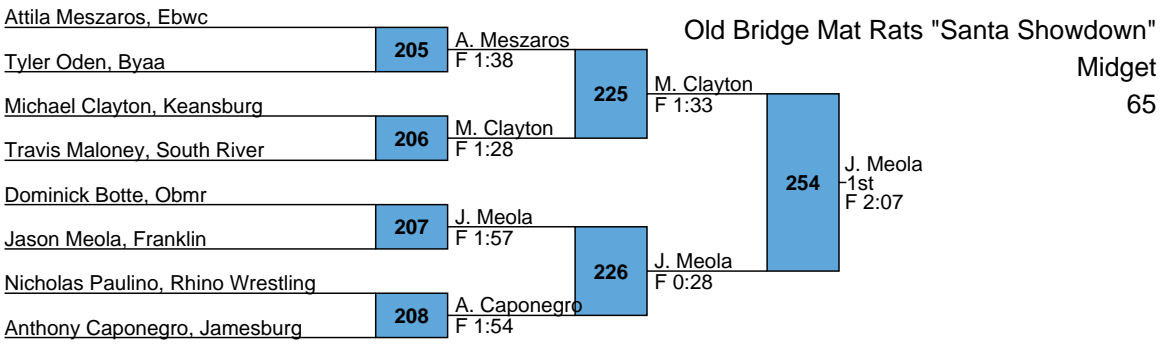 Old Bridge Mat Rats "Santa Showdown"
Midget
65
Attila Meszaros, Ebwc
Tyler Oden, Byaa
Michael Clayton, Keansburg
Travis Maloney, South River
Dominick Botte, Obmr
Jason Meola, Franklin
Nicholas Paulino, Rhino Wrestling
Anthony Caponegro, Jamesburg
205
206
207
208
A. Meszaros
F 1:38
M. Clayton
F 1:28
J. Meola
F 1:57
A. Caponegro
F 1:54
225
226
M. Clayton
F 1:33
J. Meola
F 0:28
254
J. Meola
1st
F 2:07